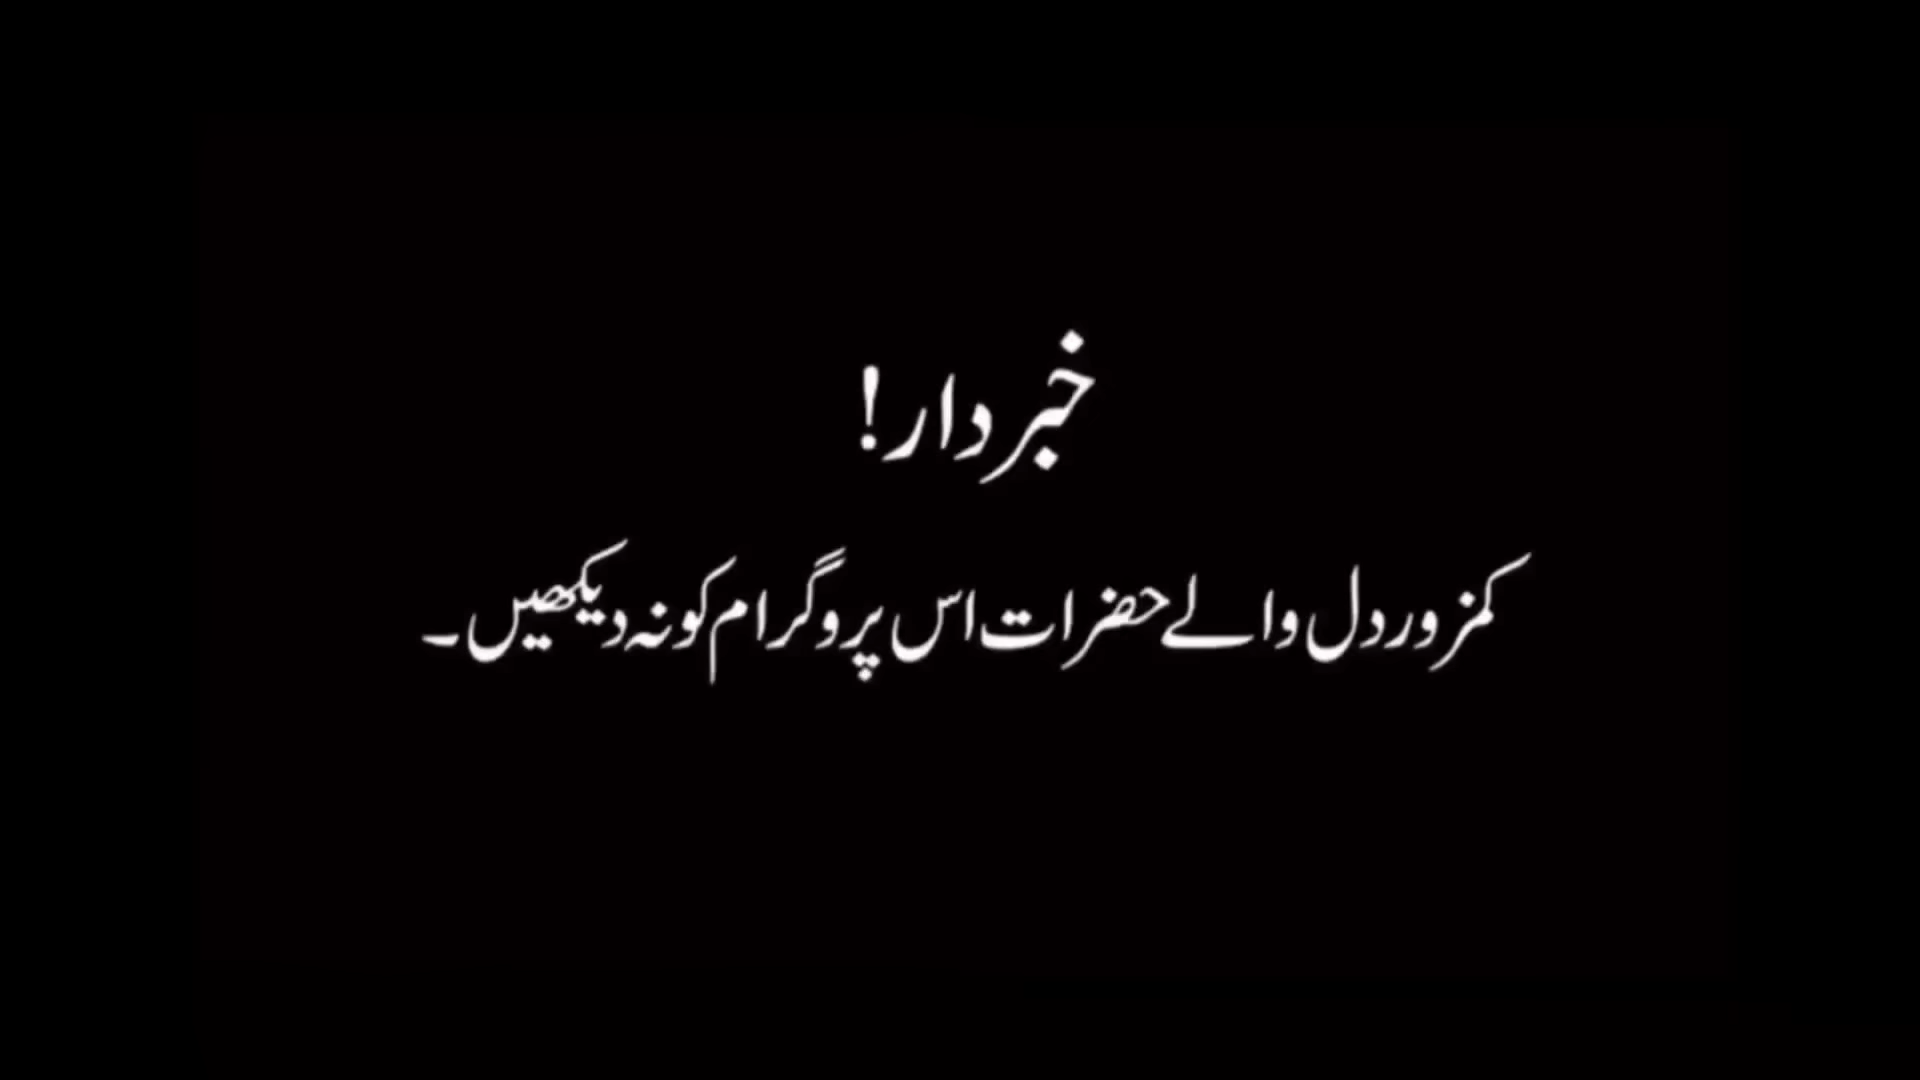 خبردار!
کمزور دل والے حضرات اس پروگرام کو نہ دیکھیں۔